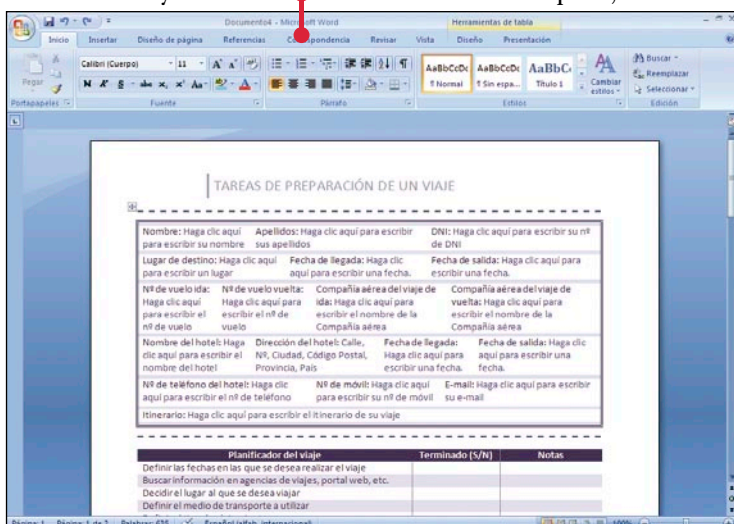 Documento4 - Microsoft Word
Herramientas de tabla
Inicio Insertar Diseño de página Referencias Correspondencia Revisar Vista Diseño Presentación
Pegar
Calibri (Cuerpo) 11
AaBbCcDc AaBbCcDc AaBbC
¶ Normal ¶ Sin espa... Título 1
Cambiar estilos
Buscar
Reemplazar
Seleccionar
Portapapeles Fuente Párrafo Estilos Edición
TAREAS DE PREPARACIÓN DE UN VIAJE
Nombre: Haga clic aquí para escribir su nombre
Apellidos: Haga clic aquí para escribir sus apellidos
DNI: Haga clic aquí para escribir su nº de DNI
Lugar de destino: Haga clic aquí para escribir un lugar
Fecha de llegada: Haga clic aquí para escribir una fecha.
Fecha de salida: Haga clic aquí para escribir una fecha.
Nº de vuelo ida: Haga clic aquí para escribir el nº de vuelo
Nº de vuelo vuelta: Haga clic aquí para escribir el nº de vuelo
Compañía aérea del viaje de ida: Haga clic aquí para escribir el nombre de la Compañía aérea
Compañía aérea del viaje de vuelta: Haga clic aquí para escribir el nombre de la Compañía aérea
Nombre del hotel: Haga clic aquí para escribir el nombre del hotel
Dirección del hotel: Calle, Nº, Ciudad, Código Postal, Provincia, País
Fecha de llegada: Haga clic aquí para escribir una fecha.
Fecha de salida: Haga clic aquí para escribir una fecha.
Nº de teléfono del hotel: Haga clic aquí para escribir el nº de teléfono
Nº de móvil: Haga clic aquí para escribir su nº de móvil
E-mail: Haga clic aquí para escribir su e-mail
Itinerario: Haga clic aquí para escribir el itinerario de su viaje
Planificador del viaje Terminado (S/N) Notas
Definir las fechas en las que se desea realizar el viaje
Buscar información en agencias de viajes, portal web, etc.
Decidir el lugar al que se desea viajar
Definir el medio de transporte a utilizar